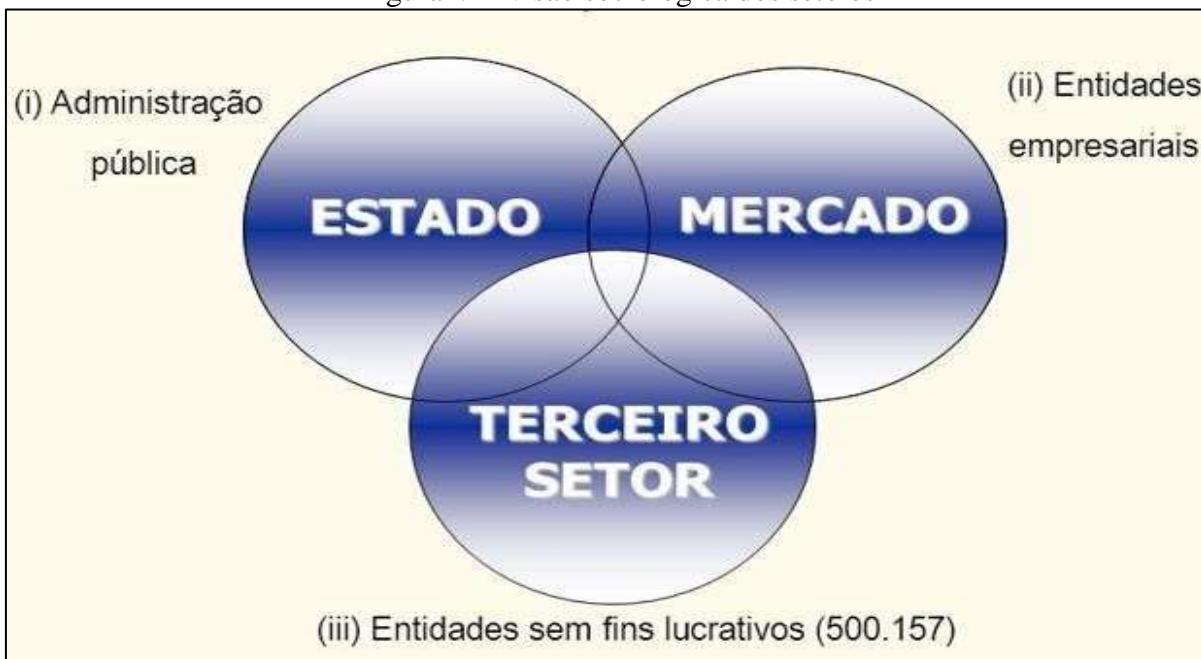 (i) Administração
pública
(ii) Entidades
empresariais
ESTADO
MERCADO
TERCEIRO
SETOR
(iii) Entidades sem fins lucrativos (500.157)